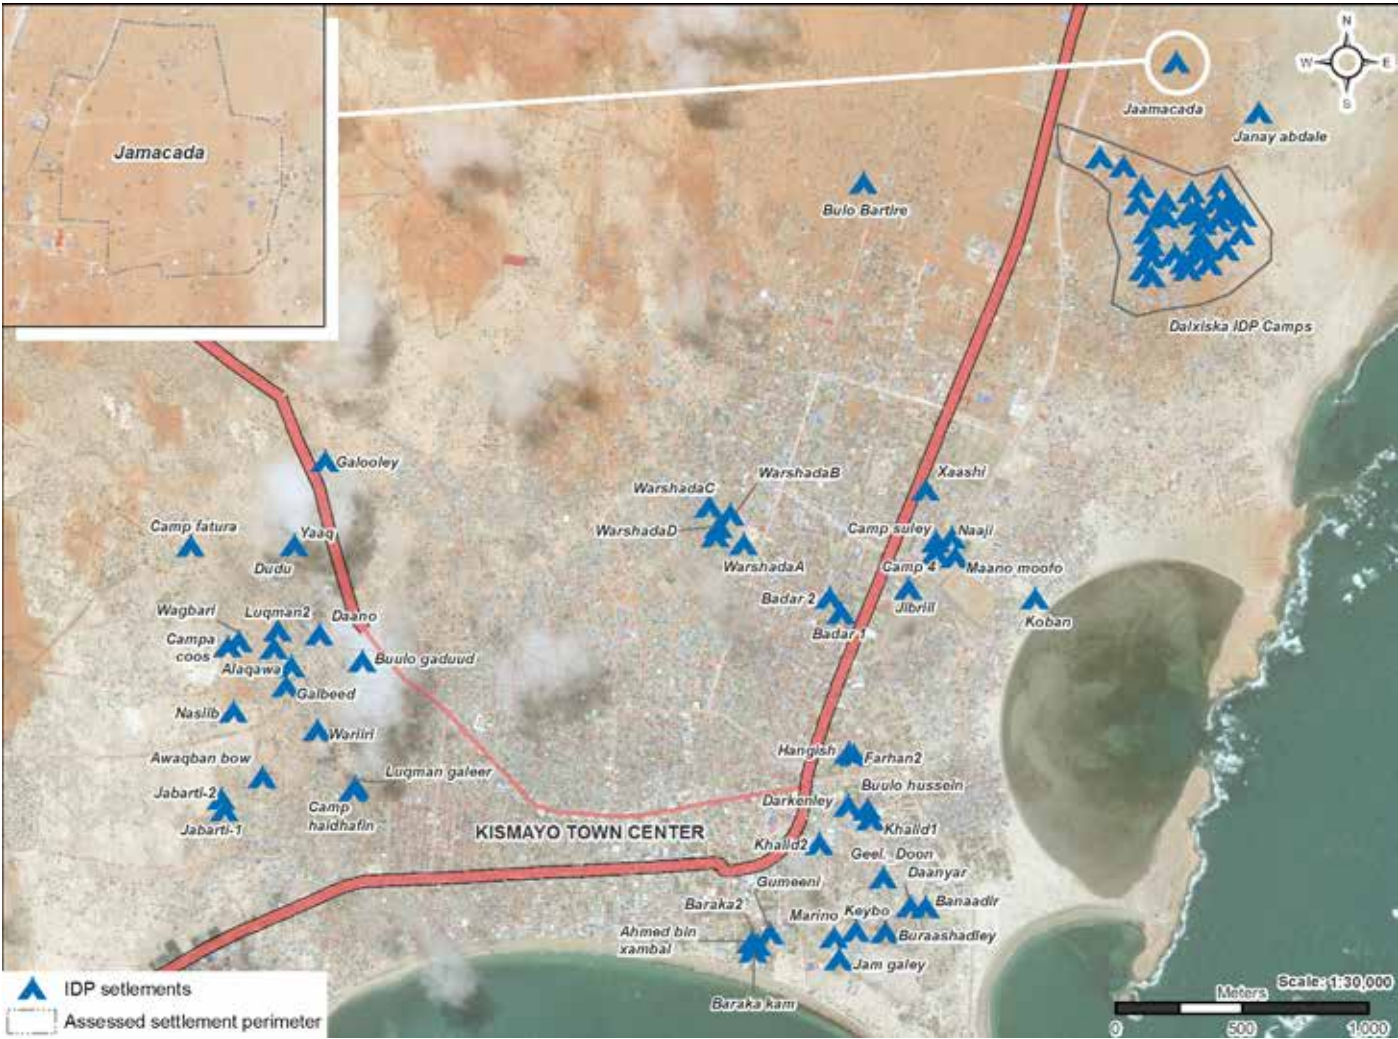 N
W
E
S
Jamacada
Jaamacada
Janay abdale
Bulo Bartire
Dalxiska IDP Camps
Galooley
WarshadaB
WarshadaC
Xaashi
Camp fatura
Yaaq
WarshadaD
Camp suley
Naaji
Dudu
WarshadaA
Camp 4
Maano moofo
Wagbari
Luqman2
Daano
Badar 2
Jibriil
Koban
Campa
coos
Badar 1
Alaqawa
Buulo gaduud
Galbeed
Nasiib
Wariiri
Hangish
Farhan2
Awaqban bow
Luqman galeer
Buulo hussein
Jabarti-2
Camp
haidhafin
Darkenley
Jabarti-1
KISMAYO TOWN CENTER
Khalid1
Khalid2
Geel. Doon
Gumeeni
Daanyar
Baraka2
Banaadir
Marino
Keybo
Ahmed bin
xambal
Buraashadley
Jam galey
Baraka kam
IDP setlements
Assessed settlement perimeter
Scale: 1:30,000
Meters
0
500
1,000